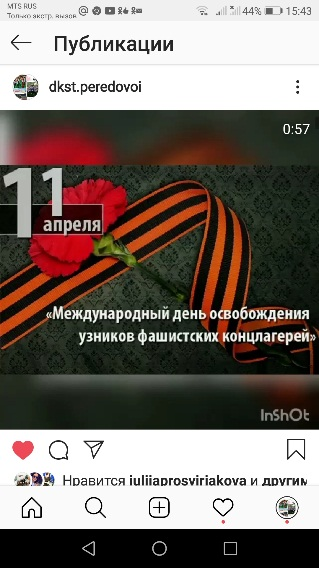 MTS RUS
Только экстр. вызов
44% 15:43
Публикации
dkst.peredovoi
0:57
11
апреля
«Международный день освобождения
узников фашистских концлагерей»
InShOt
Нравится iuliiaprosviriakova и другим